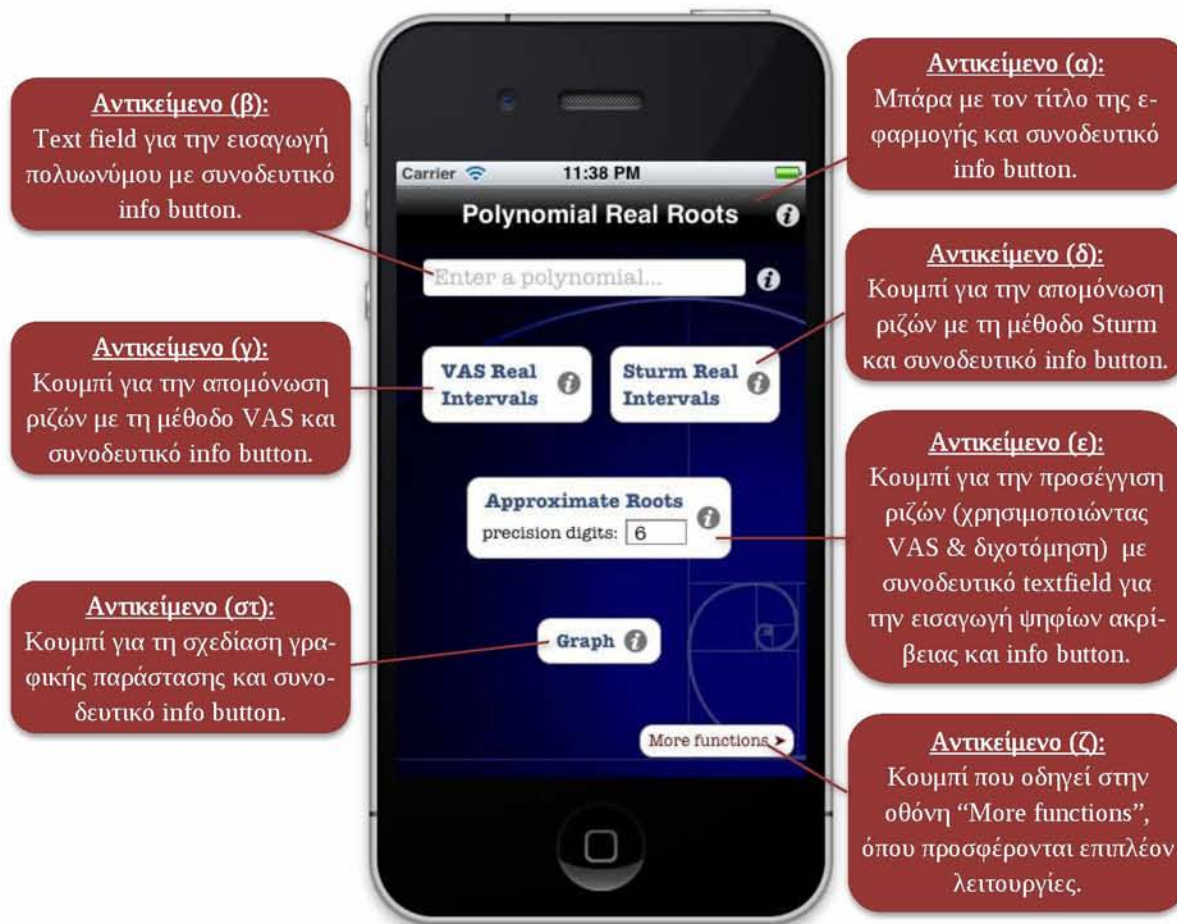 Αντικείμενο (β):
Text field για την εισαγωγή
πολυωνύμου με συνοδευτικό
info button.
Αντικείμενο (γ):
Κουμπί για την απομόνωση
ριζών με τη μέθοδο VAS και
συνοδευτικό info button.
Αντικείμενο (στ):
Κουμπί για τη σχεδίαση γρα-
φικής παράστασης και συνο-
δευτικό info button.
Carrier
11:38 PM
Polynomial Real Roots
Enter a polynomial...
VAS Real
Intervals
Sturm Real
Intervals
Approximate Roots
precision digits: 6
Graph
More functions ➤
Αντικείμενο (α):
Μπάρα με τον τίτλο της ε-
φαρμογής και συνοδευτικό
info button.
Αντικείμενο (δ):
Κουμπί για την απομόνωση
ριζών με τη μέθοδο Sturm
και συνοδευτικό info button.
Αντικείμενο (ε):
Κουμπί για την προσέγγιση
ριζών (χρησιμοποιώντας
VAS & διχοτόμηση) με
συνοδευτικό textfield για
την εισαγωγή ψηφίων ακρί-
βειας και info button.
Αντικείμενο (ζ):
Κουμπί που οδηγεί στην
οθόνη “More functions”,
όπου προσφέρονται επιπλέον
λειτουργίες.